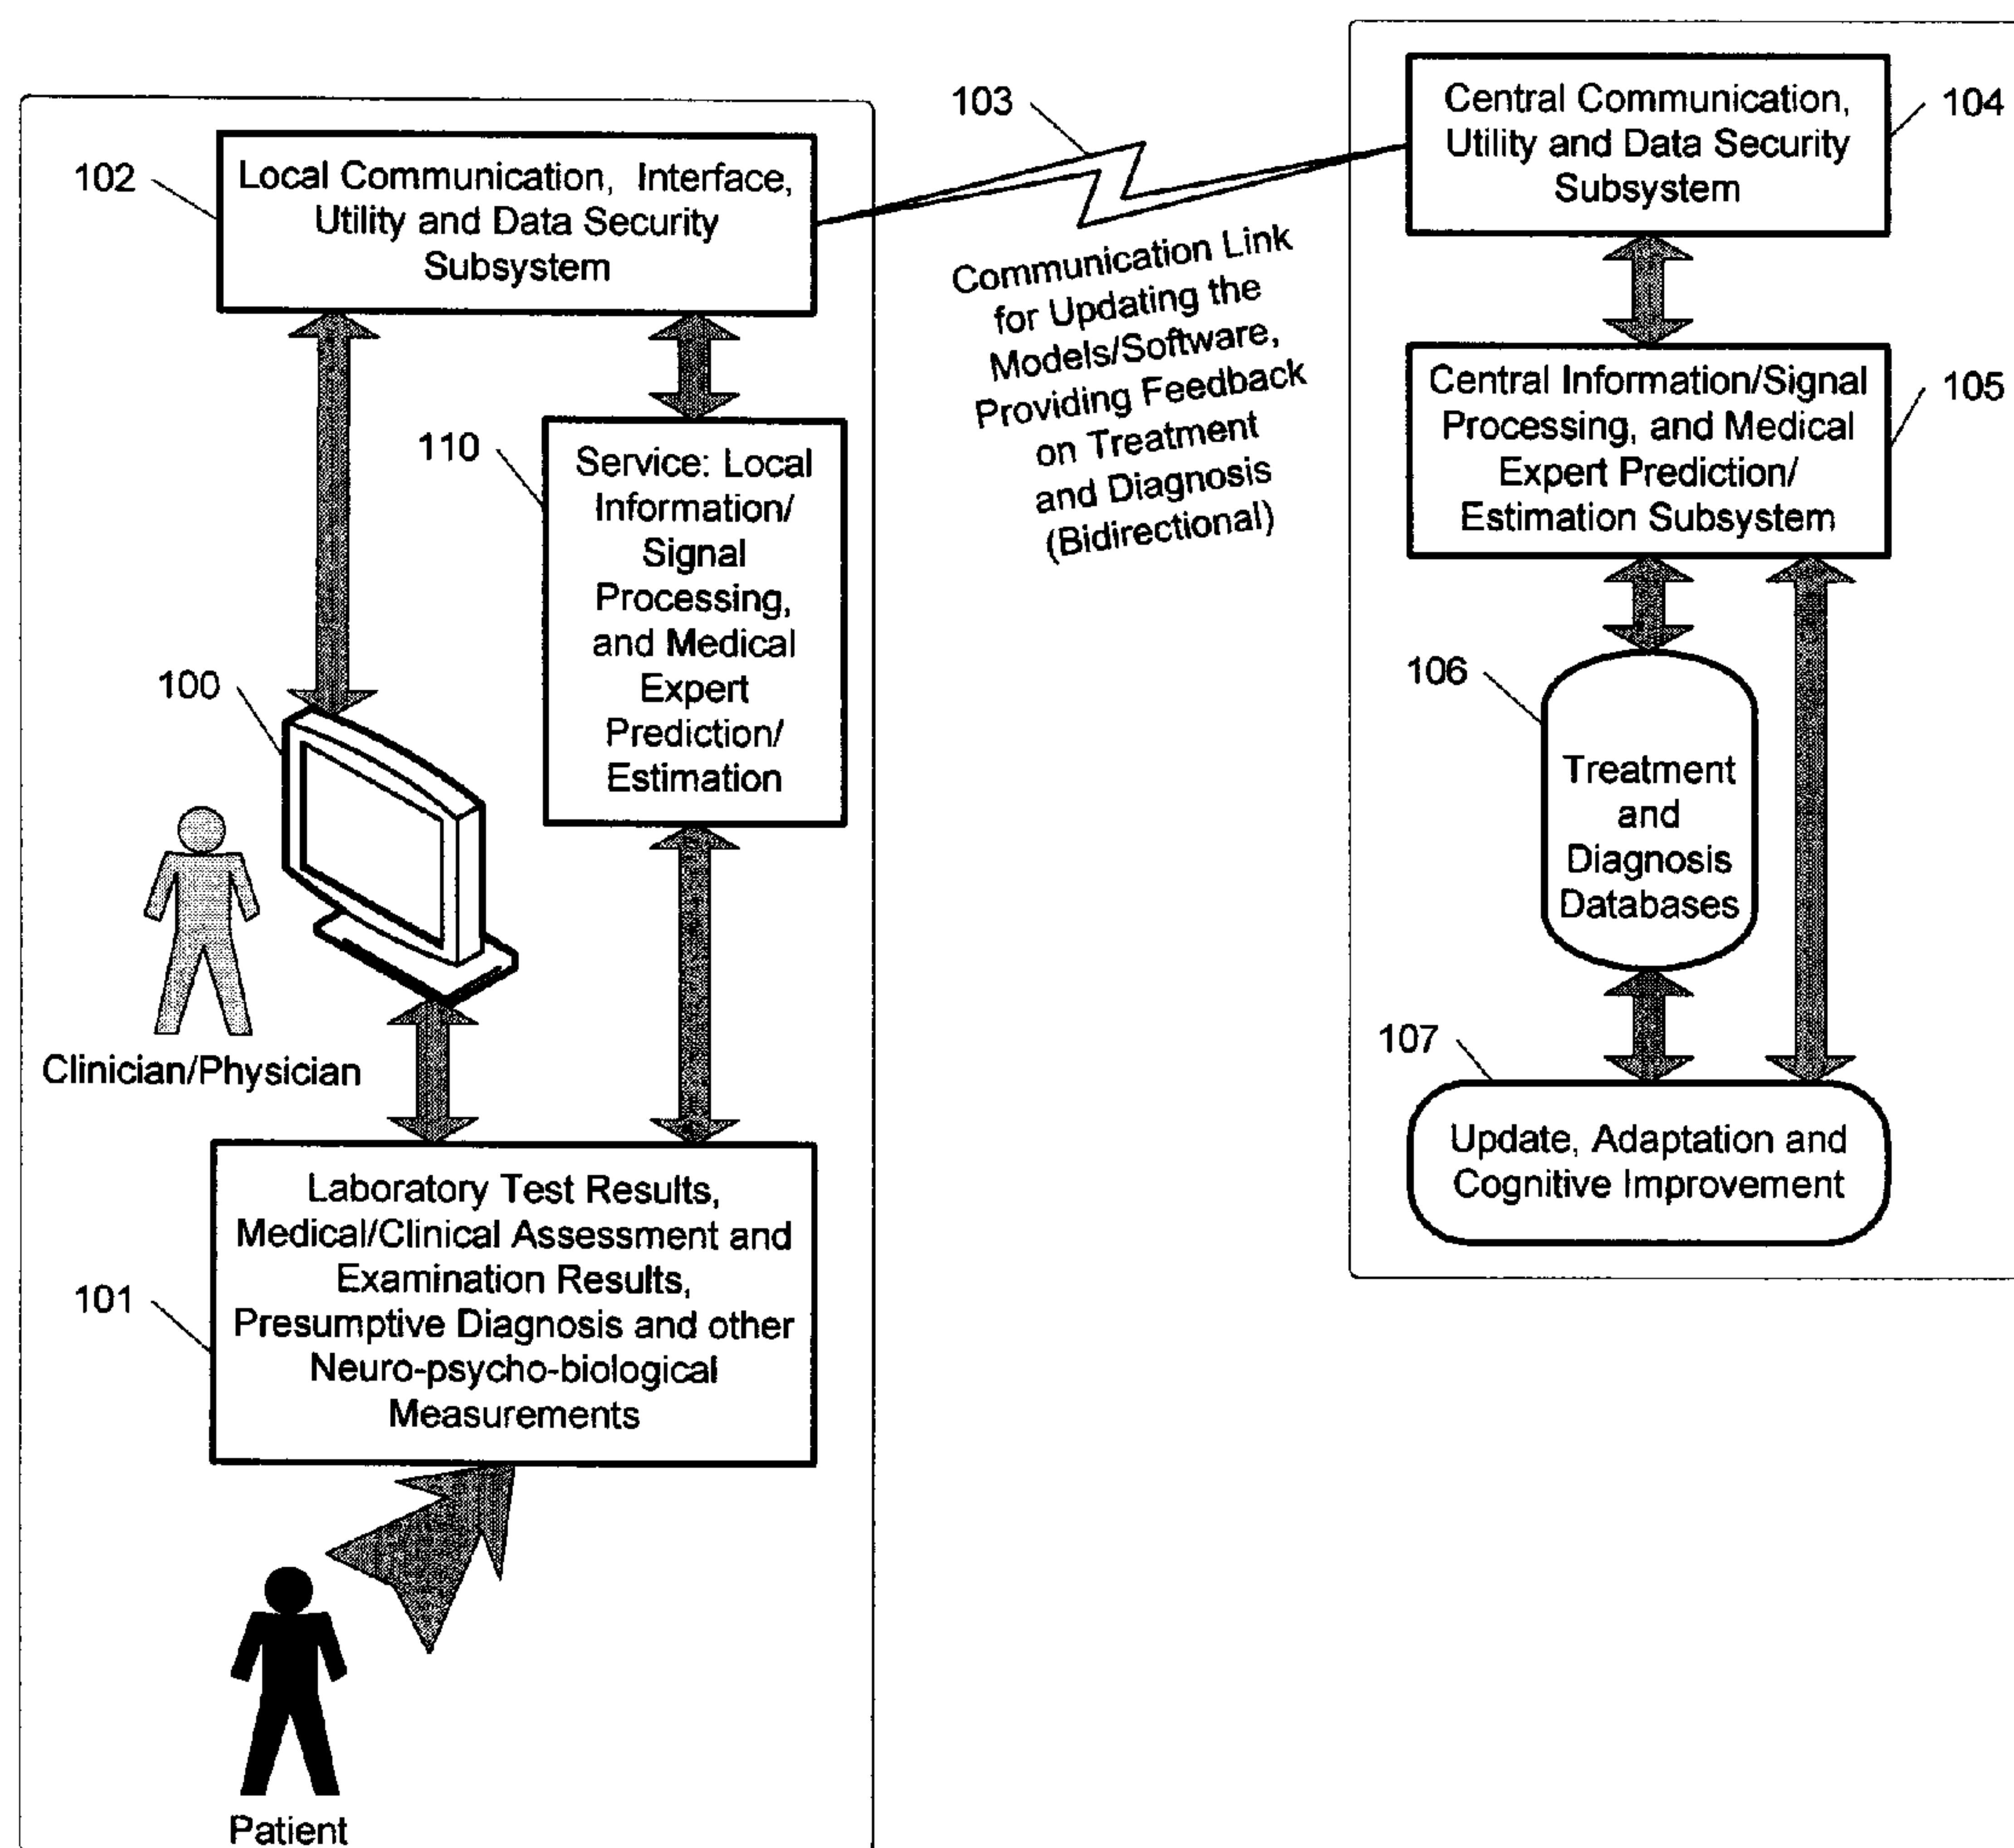 102
Local Communication, Interface,
Utility and Data Security
Subsystem
103
Communication Link
for Updating the
Models/Software,
Providing Feedback
on Treatment
and Diagnosis
(Bidirectional)
Central Communication,
Utility and Data Security
Subsystem
104
110
Service: Local
Information/
Signal
Processing,
and Medical
Expert
Prediction/
Estimation
Central Information/Signal
Processing, and Medical
Expert Prediction/
Estimation Subsystem
105
100
Clinician/Physician
106
Treatment
and
Diagnosis
Databases
107
Update, Adaptation and
Cognitive Improvement
101
Laboratory Test Results,
Medical/Clinical Assessment and
Examination Results,
Presumptive Diagnosis and other
Neuro-psycho-biological
Measurements
Patient